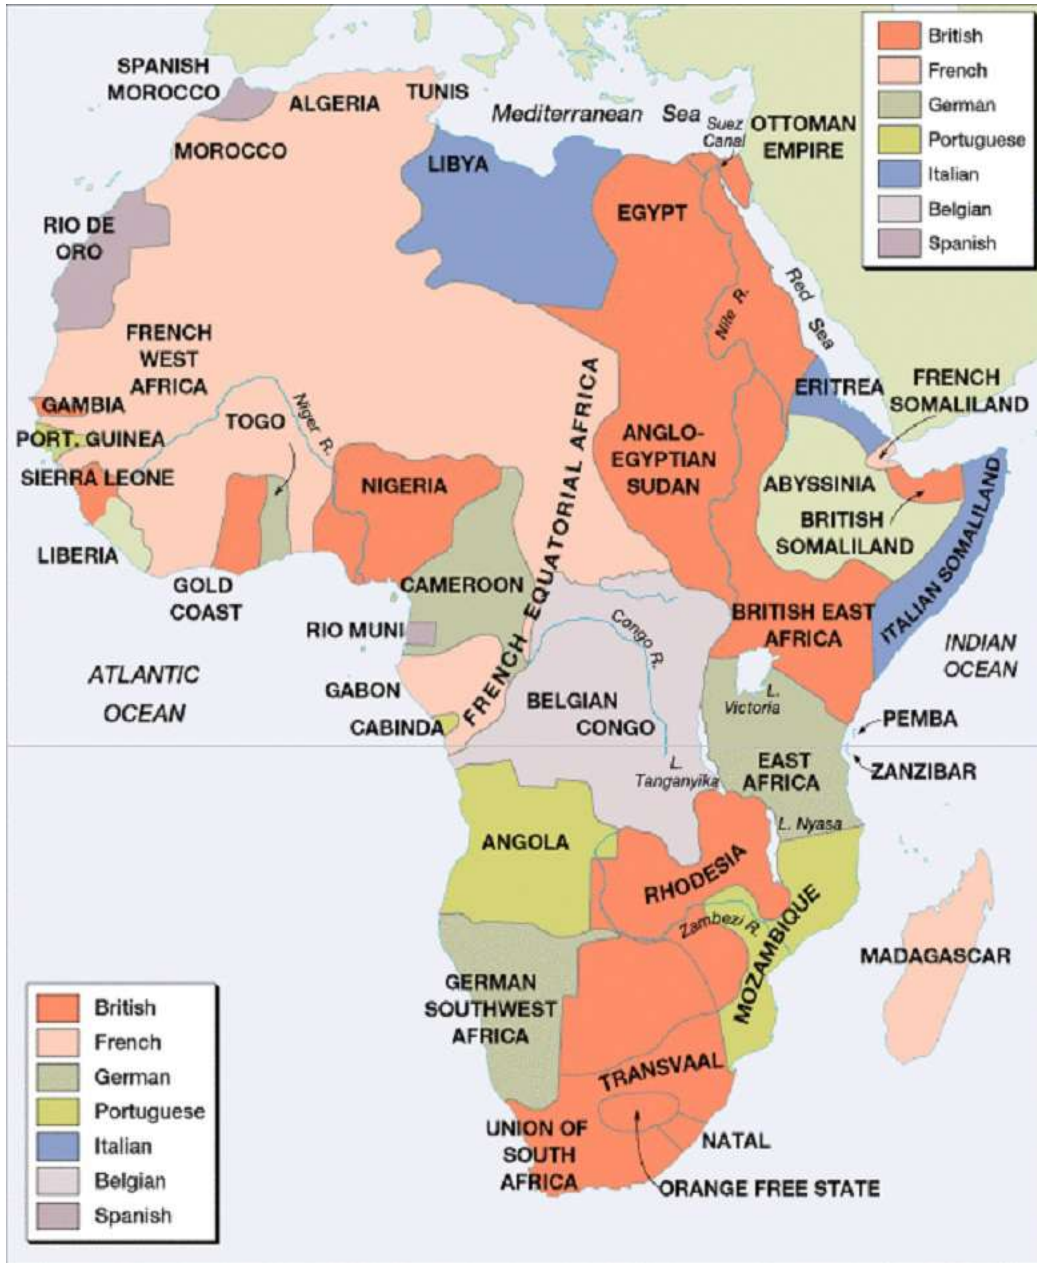 British
French
German
Portuguese
Italian
Belgian
Spanish
SPANISH
MOROCCO
ALGERIA
TUNIS
Mediterranean Sea
Suez
Canal
OTTOMAN
EMPIRE
MOROCCO
LIBYA
EGYPT
RIO DE
ORO
Nile R.
Red Sea
FRENCH
WEST
AFRICA
ERITREA
FRENCH
SOMALILAND
GAMBIA
TOGO
Niger R.
PORT. GUINEA
ANGLO-
EGYPTIAN
SUDAN
SIERRA LEONE
NIGERIA
ABYSSINIA
BRITISH
SOMALILAND
LIBERIA
GOLD
COAST
CAMEROON
FRENCH EQUATORIAL AFRICA
ITALIAN SOMALILAND
BRITISH EAST
AFRICA
RIO MUNI
Congo R.
INDIAN
OCEAN
ATLANTIC
OCEAN
GABON
BELGIAN
CONGO
L.
Victoria
CABINDA
PEMBA
L.
Tanganyika
EAST
AFRICA
ZANZIBAR
L. Nyasa
ANGOLA
RHODESIA
Zambezi R.
MOZAMBIQUE
MADAGASCAR
GERMAN
SOUTHWEST
AFRICA
TRANSVAAL
UNION OF
SOUTH
AFRICA
NATAL
ORANGE FREE STATE
British
French
German
Portuguese
Italian
Belgian
Spanish